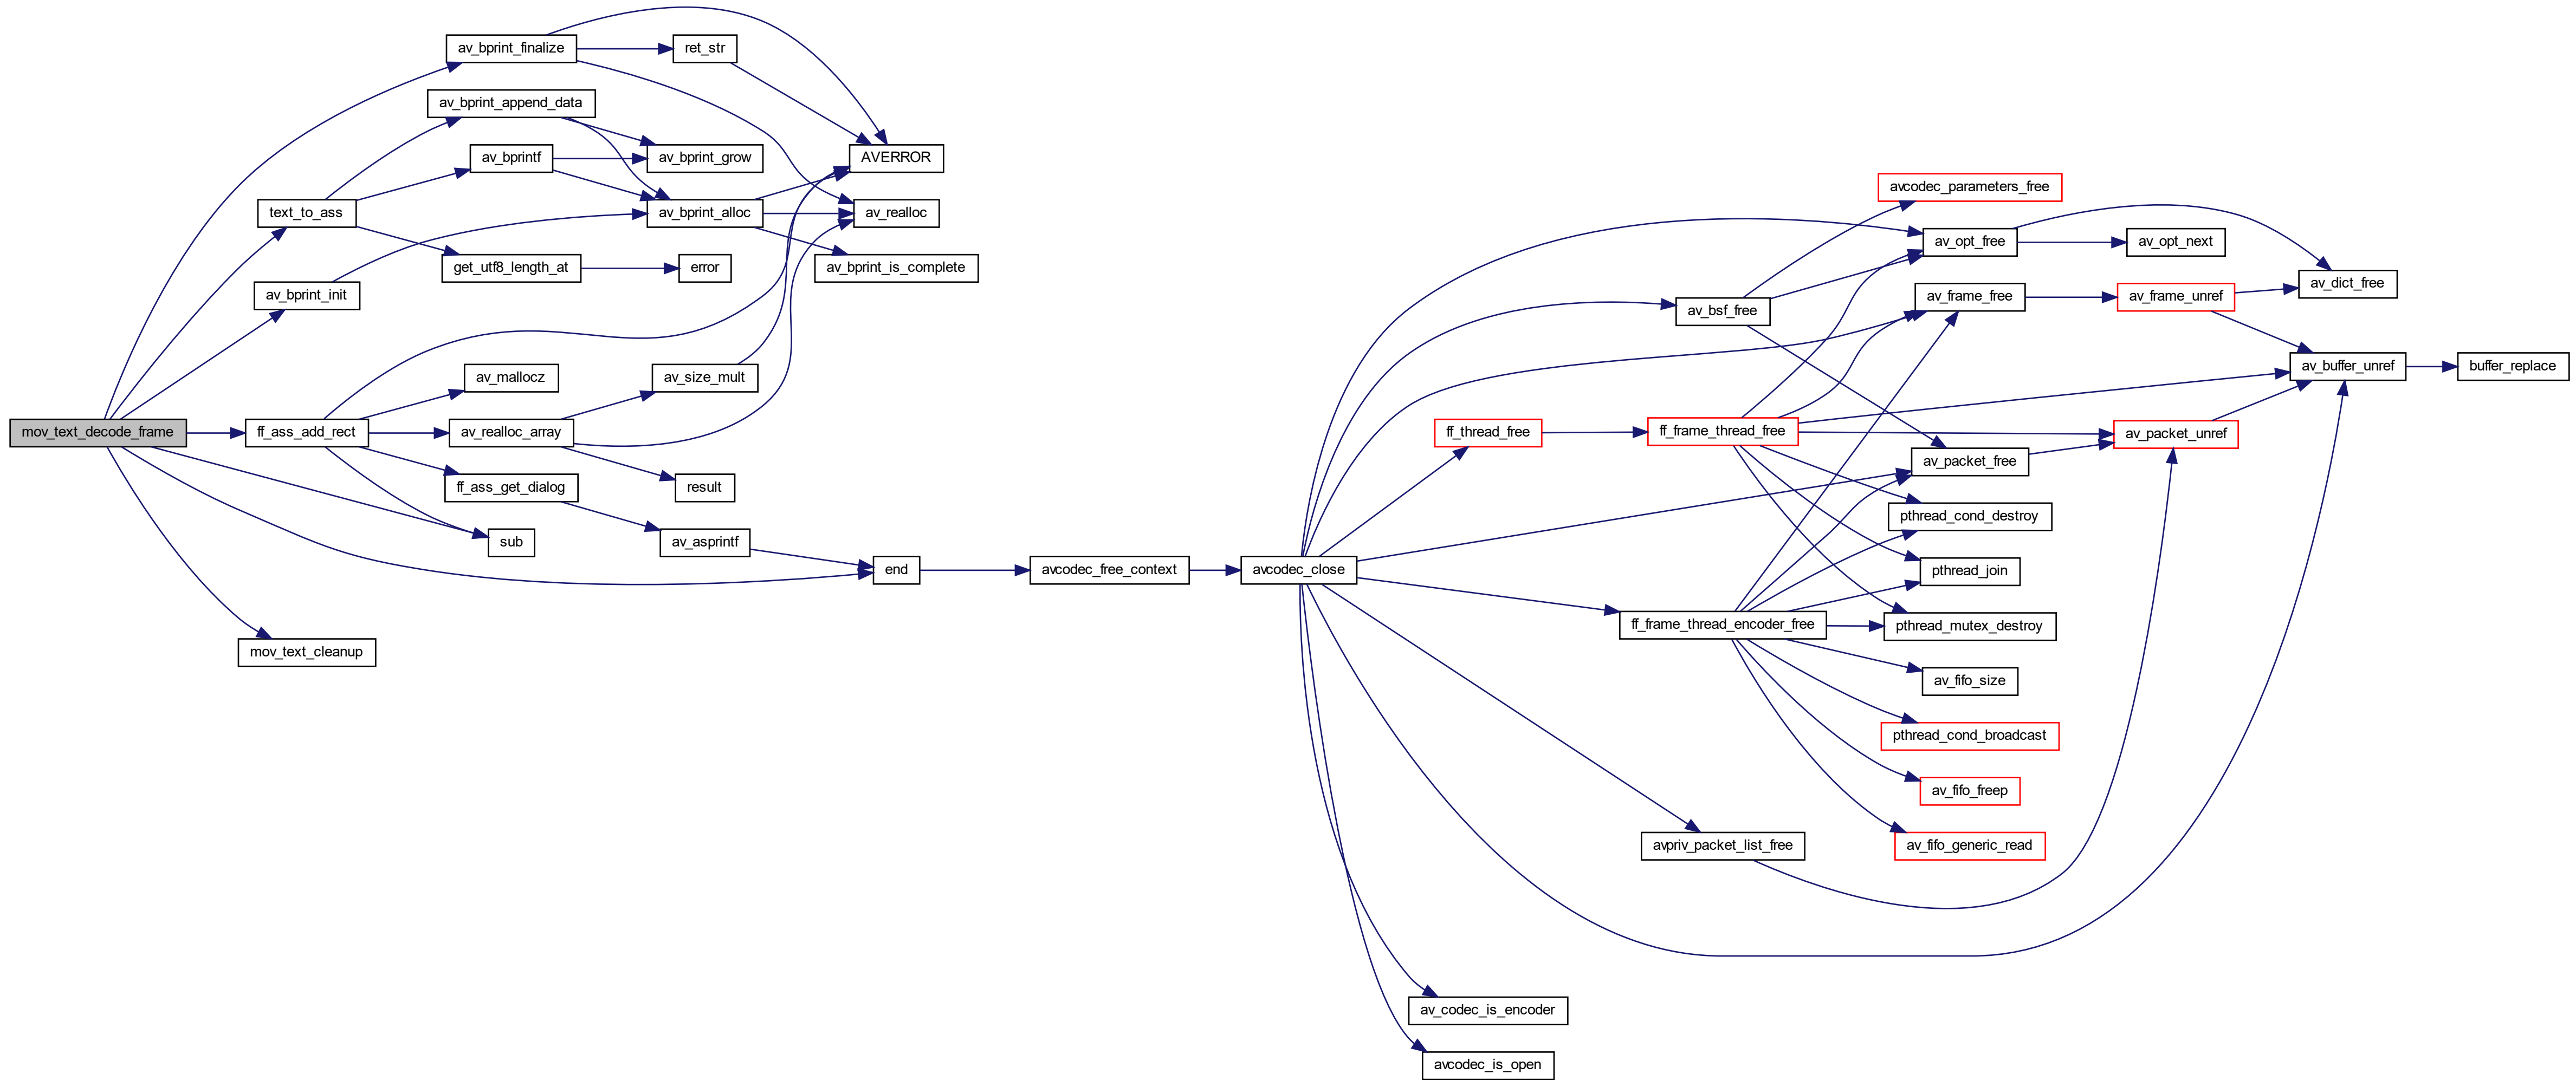 av_bprint_finalize
ret_str
av_bprint_append_data
av_bprintf
av_bprint_grow
AVERROR
text_to_ass
av_bprint_alloc
av_realloc
get_utf8_length_at
error
av_bprint_is_complete
av_bprint_init
av_mallocz
av_size_mult
mov_text_decode_frame
ff_ass_add_rect
av_realloc_array
ff_ass_get_dialog
result
sub
av_asprintf
end
mov_text_cleanup
avcodec_free_context
avcodec_close
ff_thread_free
av_bsf_free
ff_frame_thread_free
ff_frame_thread_encoder_free
avpriv_packet_list_free
av_codec_is_encoder
avcodec_is_open
avcodec_parameters_free
av_opt_free
av_frame_free
av_packet_free
pthread_cond_destroy
pthread_join
pthread_mutex_destroy
av_fifo_size
pthread_cond_broadcast
av_fifo_freep
av_fifo_generic_read
av_opt_next
av_frame_unref
av_packet_unref
av_dict_free
av_buffer_unref
buffer_replace